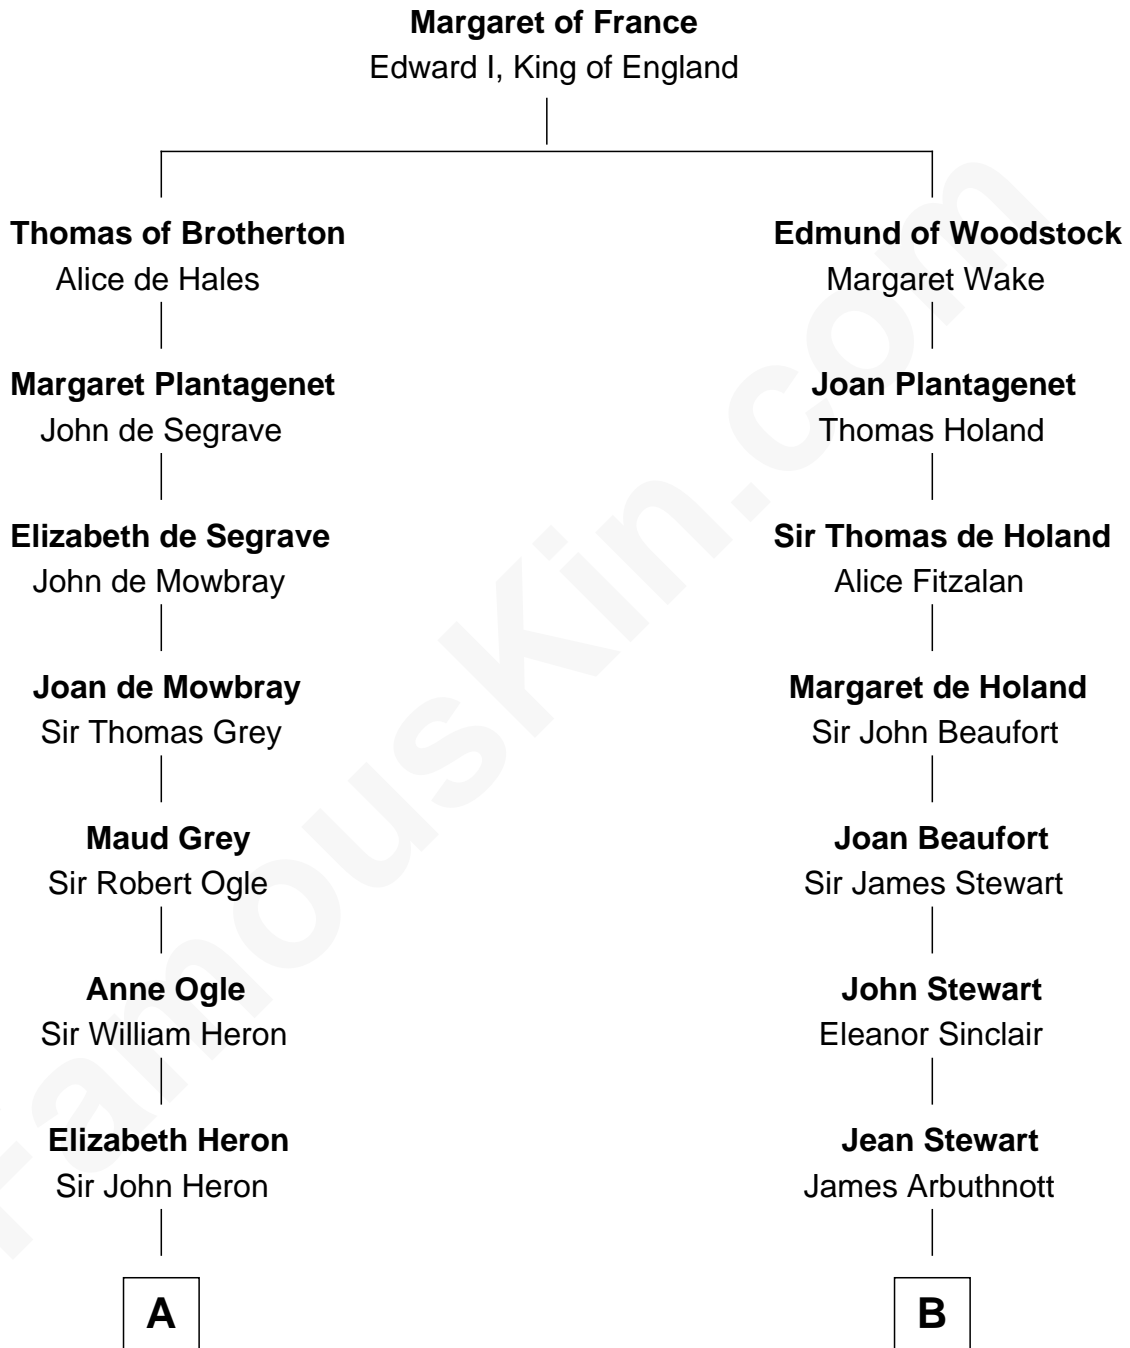 Margaret of France
Edward I, King of England
Thomas of Brotherton
Alice de Hales
Edmund of Woodstock
Margaret Wake
Margaret Plantagenet
John de Segrave
Joan Plantagenet
Thomas Holand
Elizabeth de Segrave
John de Mowbray
Sir Thomas de Holand
Alice Fitzalan
Joan de Mowbray
Sir Thomas Grey
Margaret de Holand
Sir John Beaufort
Maud Grey
Sir Robert Ogle
Joan Beaufort
Sir James Stewart
Anne Ogle
Sir William Heron
John Stewart
Eleanor Sinclair
Elizabeth Heron
Sir John Heron
Jean Stewart
James Arbuthnott
A
B
FamousKin.com